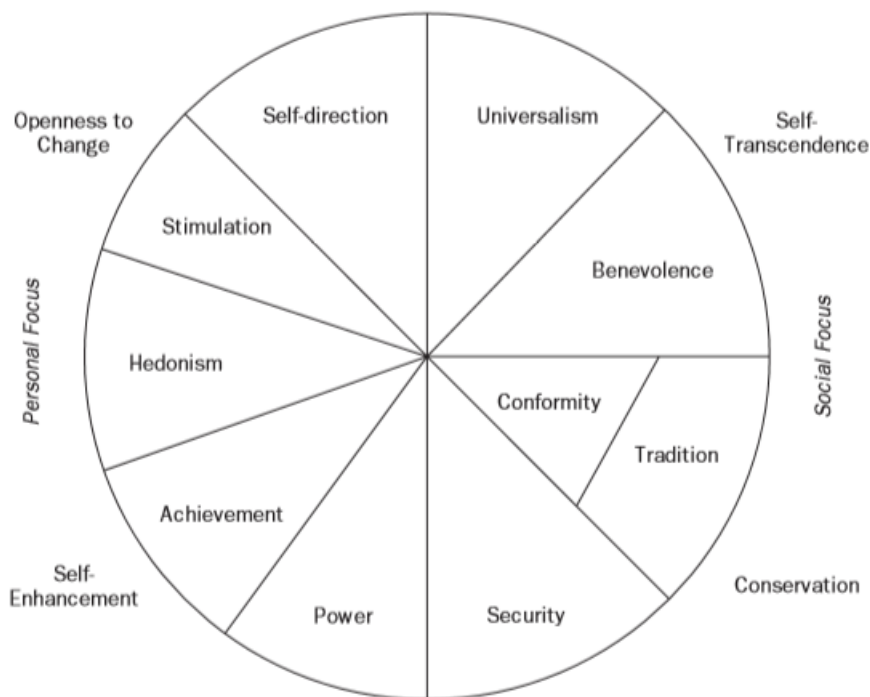 Self-direction
Universalism
Openness to
Change
Self-
Transcendence
Stimulation
Benevolence
Personal Focus
Social Focus
Hedonism
Conformity
Tradition
Achievement
Self-
Enhancement
Conservation
Power
Security